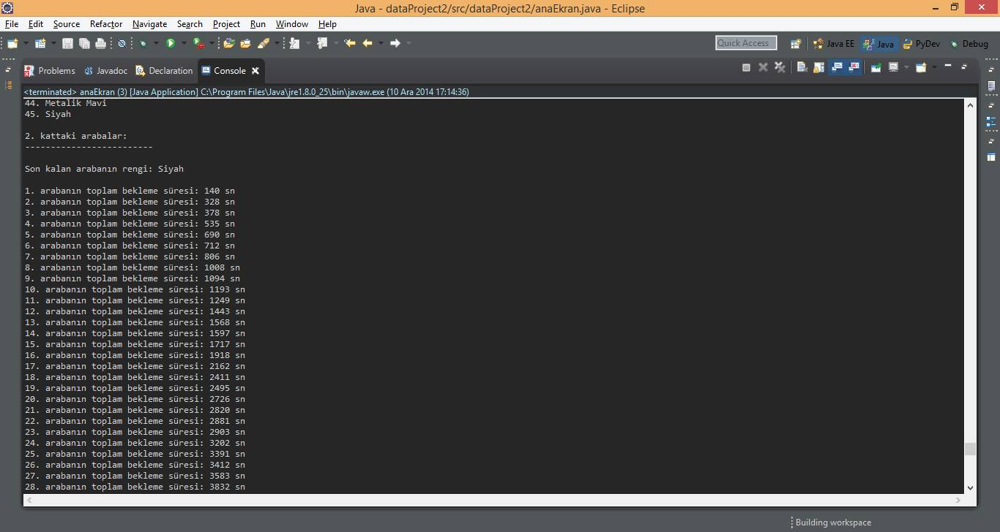 Java - dataProject2/src/dataProject2/anaEkran.java - Eclipse
File Edit Source Refactor Navigate Search Project Run Window Help
Quick Access Java EE Java PyDev Debug
Problems Javadoc Declaration Console
<terminated> anaEkran (3) [Java Application] C:\Program Files\Java\jre1.8.0_25\bin\javaw.exe (10 Ara 2014 17:14:36)
44. Metalik Mavi
45. Siyah
2. kattaki arabalar:
-------------------------
Son kalan arabanın rengi: Siyah
1. arabanın toplam bekleme süresi: 140 sn
2. arabanın toplam bekleme süresi: 328 sn
3. arabanın toplam bekleme süresi: 378 sn
4. arabanın toplam bekleme süresi: 535 sn
5. arabanın toplam bekleme süresi: 690 sn
6. arabanın toplam bekleme süresi: 712 sn
7. arabanın toplam bekleme süresi: 806 sn
8. arabanın toplam bekleme süresi: 1008 sn
9. arabanın toplam bekleme süresi: 1094 sn
10. arabanın toplam bekleme süresi: 1193 sn
11. arabanın toplam bekleme süresi: 1249 sn
12. arabanın toplam bekleme süresi: 1443 sn
13. arabanın toplam bekleme süresi: 1568 sn
14. arabanın toplam bekleme süresi: 1597 sn
15. arabanın toplam bekleme süresi: 1717 sn
16. arabanın toplam bekleme süresi: 1918 sn
17. arabanın toplam bekleme süresi: 2162 sn
18. arabanın toplam bekleme süresi: 2411 sn
19. arabanın toplam bekleme süresi: 2495 sn
20. arabanın toplam bekleme süresi: 2726 sn
21. arabanın toplam bekleme süresi: 2820 sn
22. arabanın toplam bekleme süresi: 2881 sn
23. arabanın toplam bekleme süresi: 2903 sn
24. arabanın toplam bekleme süresi: 3202 sn
25. arabanın toplam bekleme süresi: 3391 sn
26. arabanın toplam bekleme süresi: 3412 sn
27. arabanın toplam bekleme süresi: 3583 sn
28. arabanın toplam bekleme süresi: 3832 sn
Building workspace